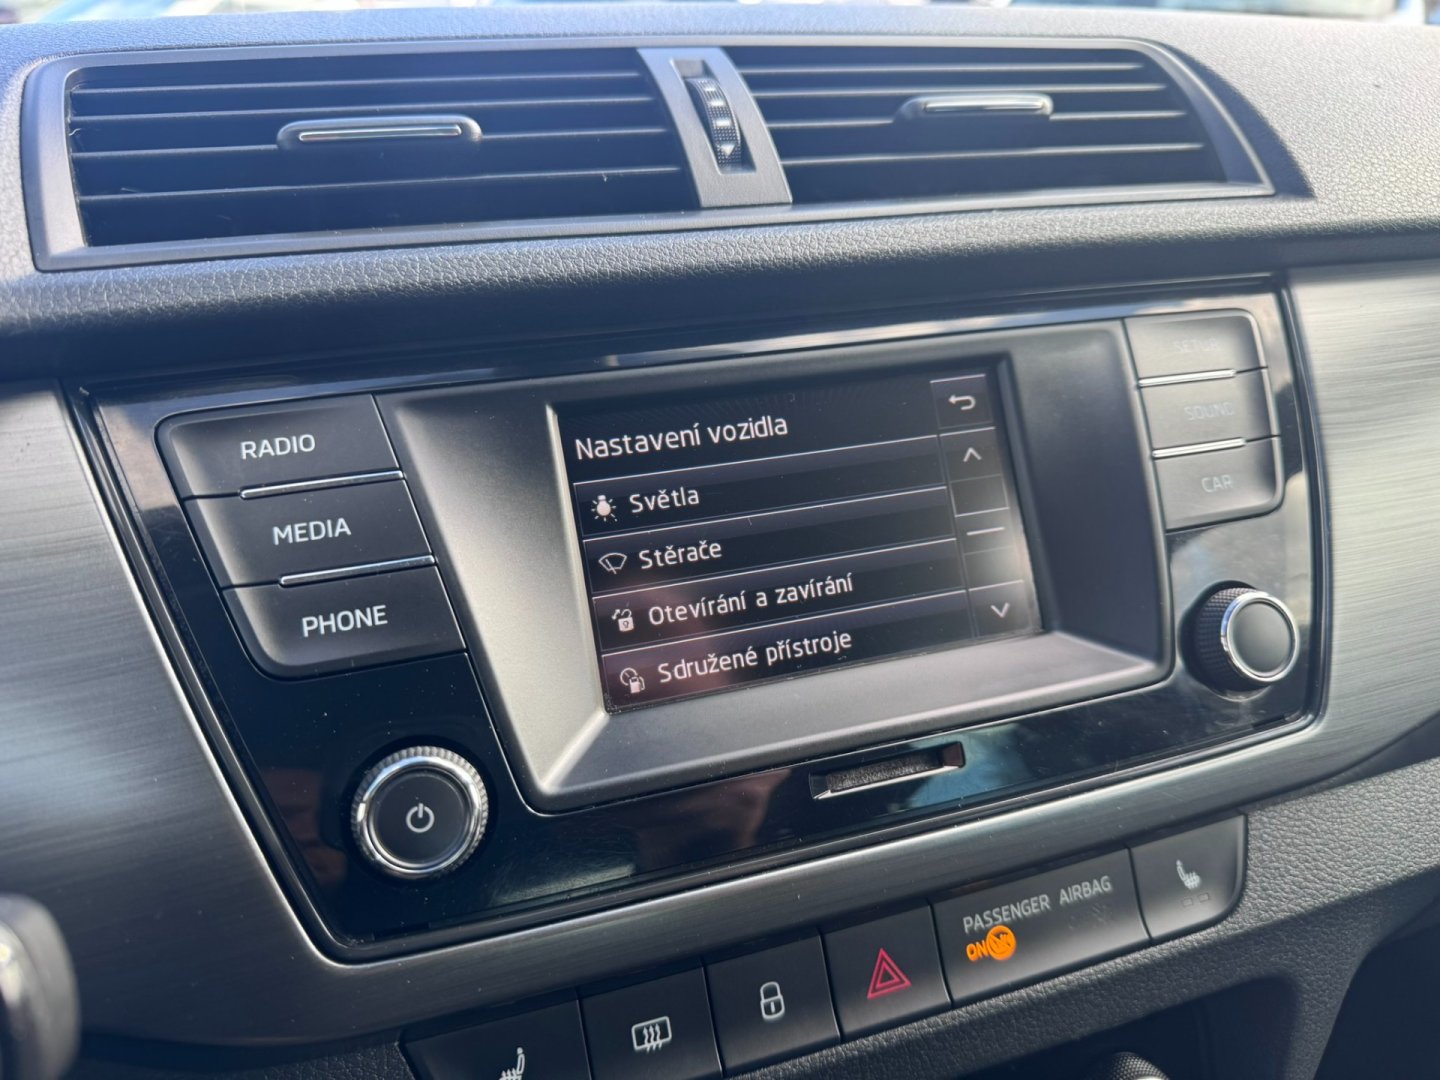 RADIO
MEDIA
PHONE
Nastavení vozidla
Světla
Stěrače
Otevírání a zavírání
Sdružené přístroje
SETUP
SOUND
CAR
PASSENGER AIRBAG
ON